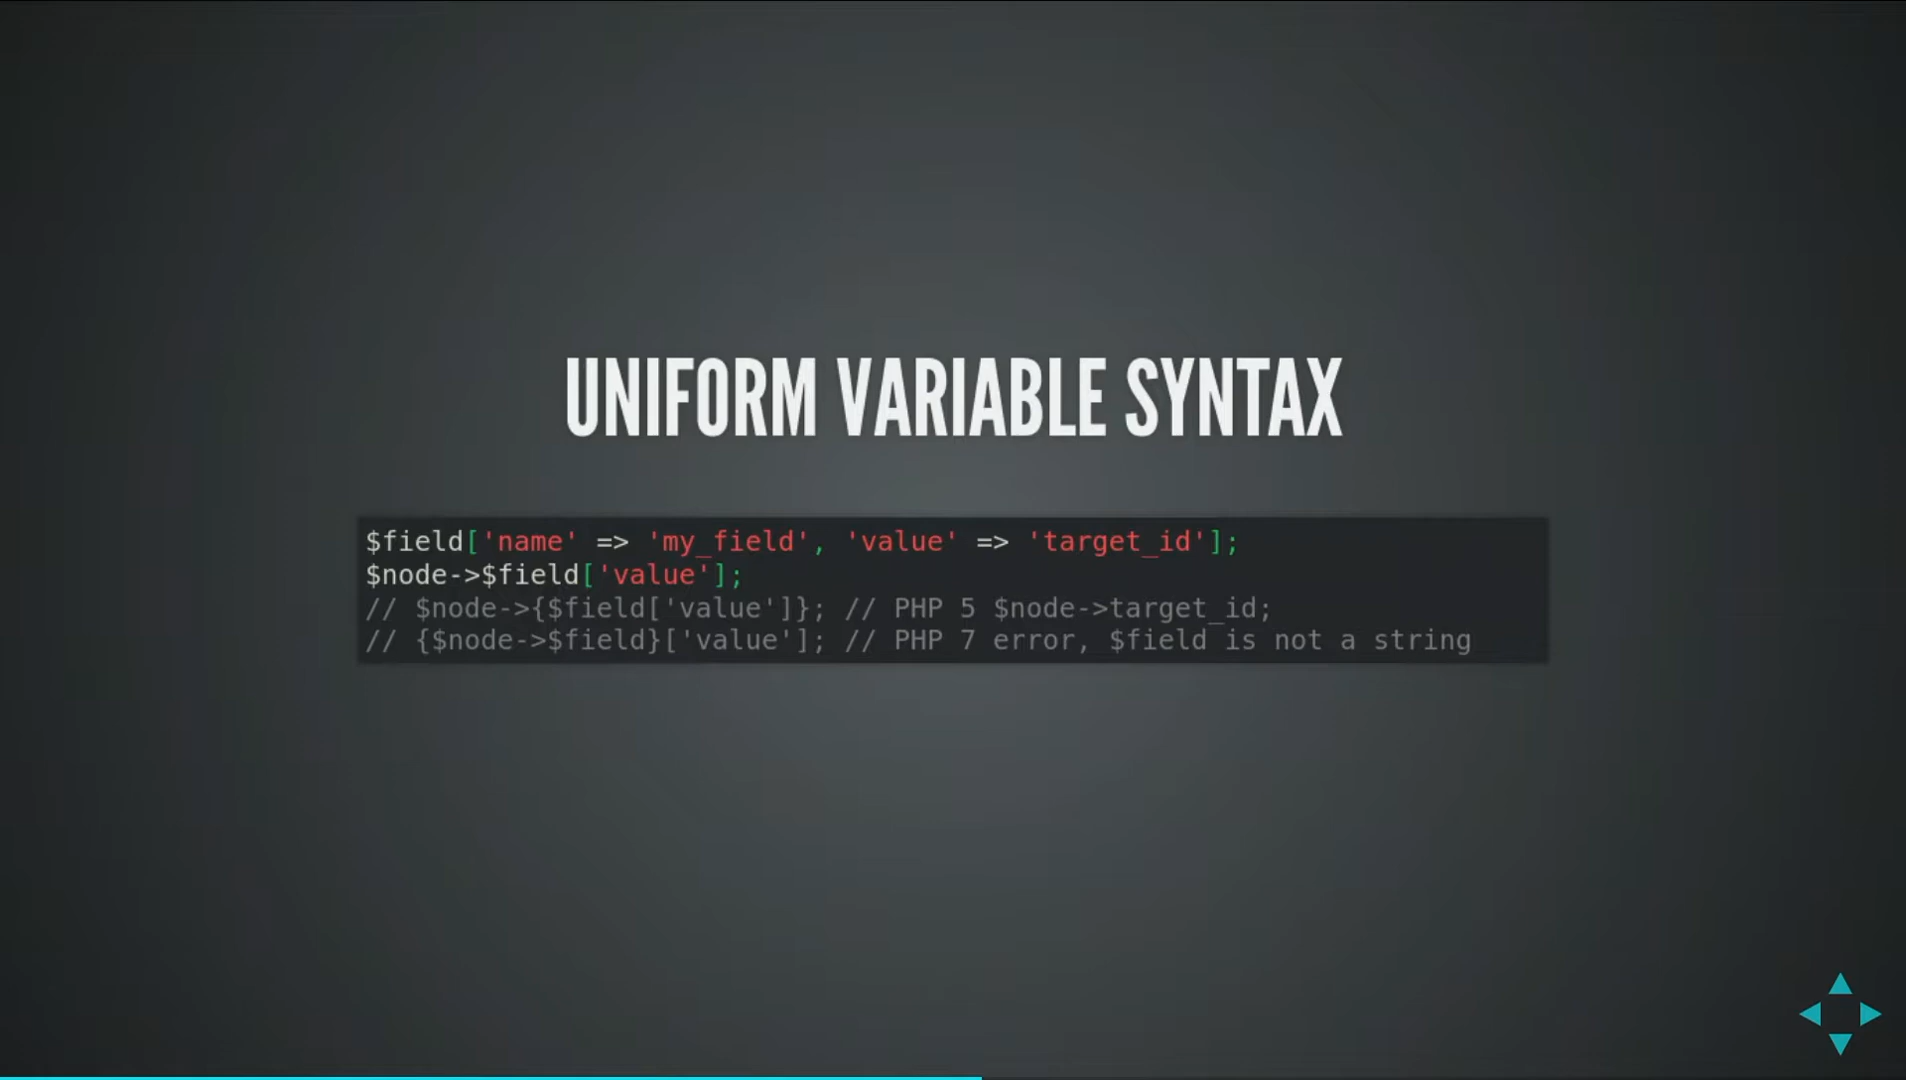 UNIFORM VARIABLE SYNTAX
$field['name' => 'my_field', 'value' => 'target_id'];
$node->$field['value'];
// $node->{$field['value']}; // PHP 5 $node->target_id;
// {$node->$field}['value']; // PHP 7 error, $field is not a string